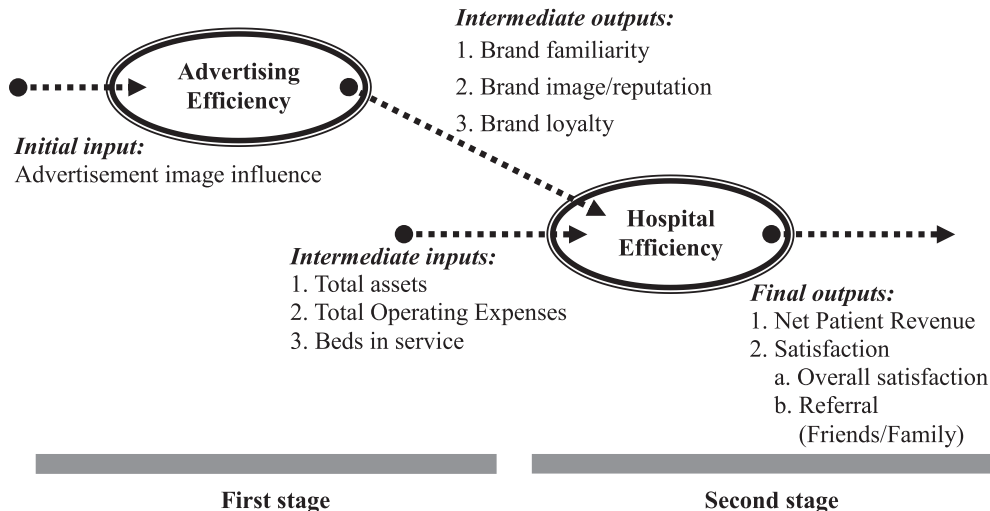 Intermediate outputs:
1. Brand familiarity
2. Brand image/reputation
3. Brand loyalty
Advertising
Efficiency
Initial input:
Advertisement image influence
Hospital
Efficiency
Intermediate inputs:
1. Total assets
2. Total Operating Expenses
3. Beds in service
Final outputs:
1. Net Patient Revenue
2. Satisfaction
a. Overall satisfaction
b. Referral
(Friends/Family)
First stage
Second stage